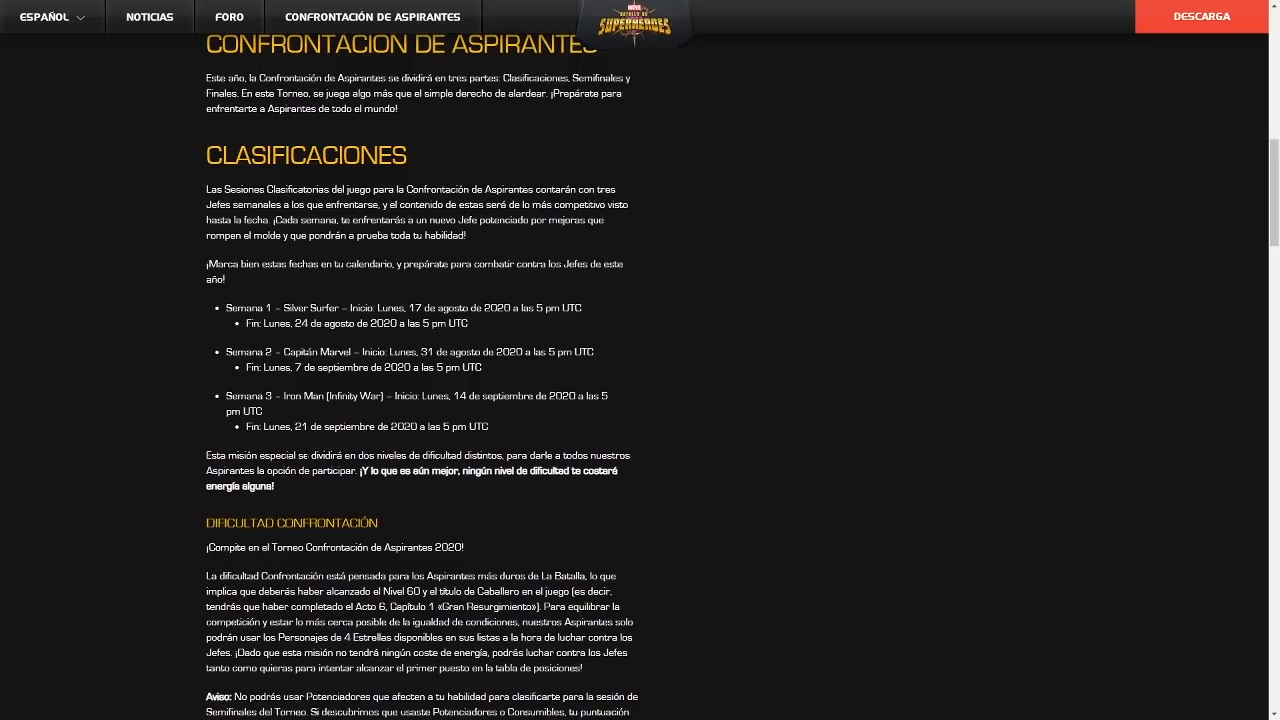 ESPAÑOL
NOTICIAS
FORO
CONFRONTACIÓN DE ASPIRANTES
MARVEL
BATALLA DE
SUPERHÉROES
DESCARGA
CONFRONTACIÓN DE ASPIRANTES
Este año, la Confrontación de Aspirantes se dividirá en tres partes: Clasificaciones, Semifinales y
Finales. En este Torneo, se juega algo más que el simple derecho de alardear. ¡Prepárate para
enfrentarte a Aspirantes de todo el mundo!
CLASIFICACIONES
Las Sesiones Clasificatorias del juego para la Confrontación de Aspirantes contarán con tres
Jefes semanales a los que enfrentarse, y el contenido de estas será de lo más competitivo visto
hasta la fecha. ¡Cada semana, te enfrentarás a un nuevo Jefe potenciado por mejoras que
rompen el molde y que pondrán a prueba toda tu habilidad!
¡Marca bien estas fechas en tu calendario, y prepárate para combatir contra los Jefes de este
año!
• Semana 1 – Silver Surfer – Inicio: Lunes, 17 de agosto de 2020 a las 5 pm UTC
• Fin: Lunes, 24 de agosto de 2020 a las 5 pm UTC
• Semana 2 – Capitán Marvel – Inicio: Lunes, 31 de agosto de 2020 a las 5 pm UTC
• Fin: Lunes, 7 de septiembre de 2020 a las 5 pm UTC
• Semana 3 – Iron Man (Infinity War) – Inicio: Lunes, 14 de septiembre de 2020 a las 5
pm UTC
• Fin: Lunes, 21 de septiembre de 2020 a las 5 pm UTC
Esta misión especial se dividirá en dos niveles de dificultad distintos, para darle a todos nuestros
Aspirantes la opción de participar. ¡Y lo que es aún mejor, ningún nivel de dificultad te costará
energía alguna!
DIFICULTAD CONFRONTACIÓN
¡Compite en el Torneo Confrontación de Aspirantes 2020!
La dificultad Confrontación está pensada para los Aspirantes más duros de La Batalla, lo que
implica que deberás haber alcanzado el Nivel 60 y el título de Caballero en el juego (es decir,
tendrás que haber completado el Acto 6, Capítulo 1 «Gran Resurgimiento»). Para equilibrar la
competición y estar lo más cerca posible de la igualdad de condiciones, nuestros Aspirantes solo
podrán usar los Personajes de 4 Estrellas disponibles en sus listas a la hora de luchar contra los
Jefes. ¡Dado que esta misión no tendrá ningún coste de energía, podrás luchar contra los Jefes
tanto como quieras para intentar alcanzar el primer puesto en la tabla de posiciones!
Aviso: No podrás usar Potenciadores que afecten a tu habilidad para clasificarte para la sesión de
Semifinales del Torneo. Si descubrimos que usaste Potenciadores o Consumibles, tu puntuación